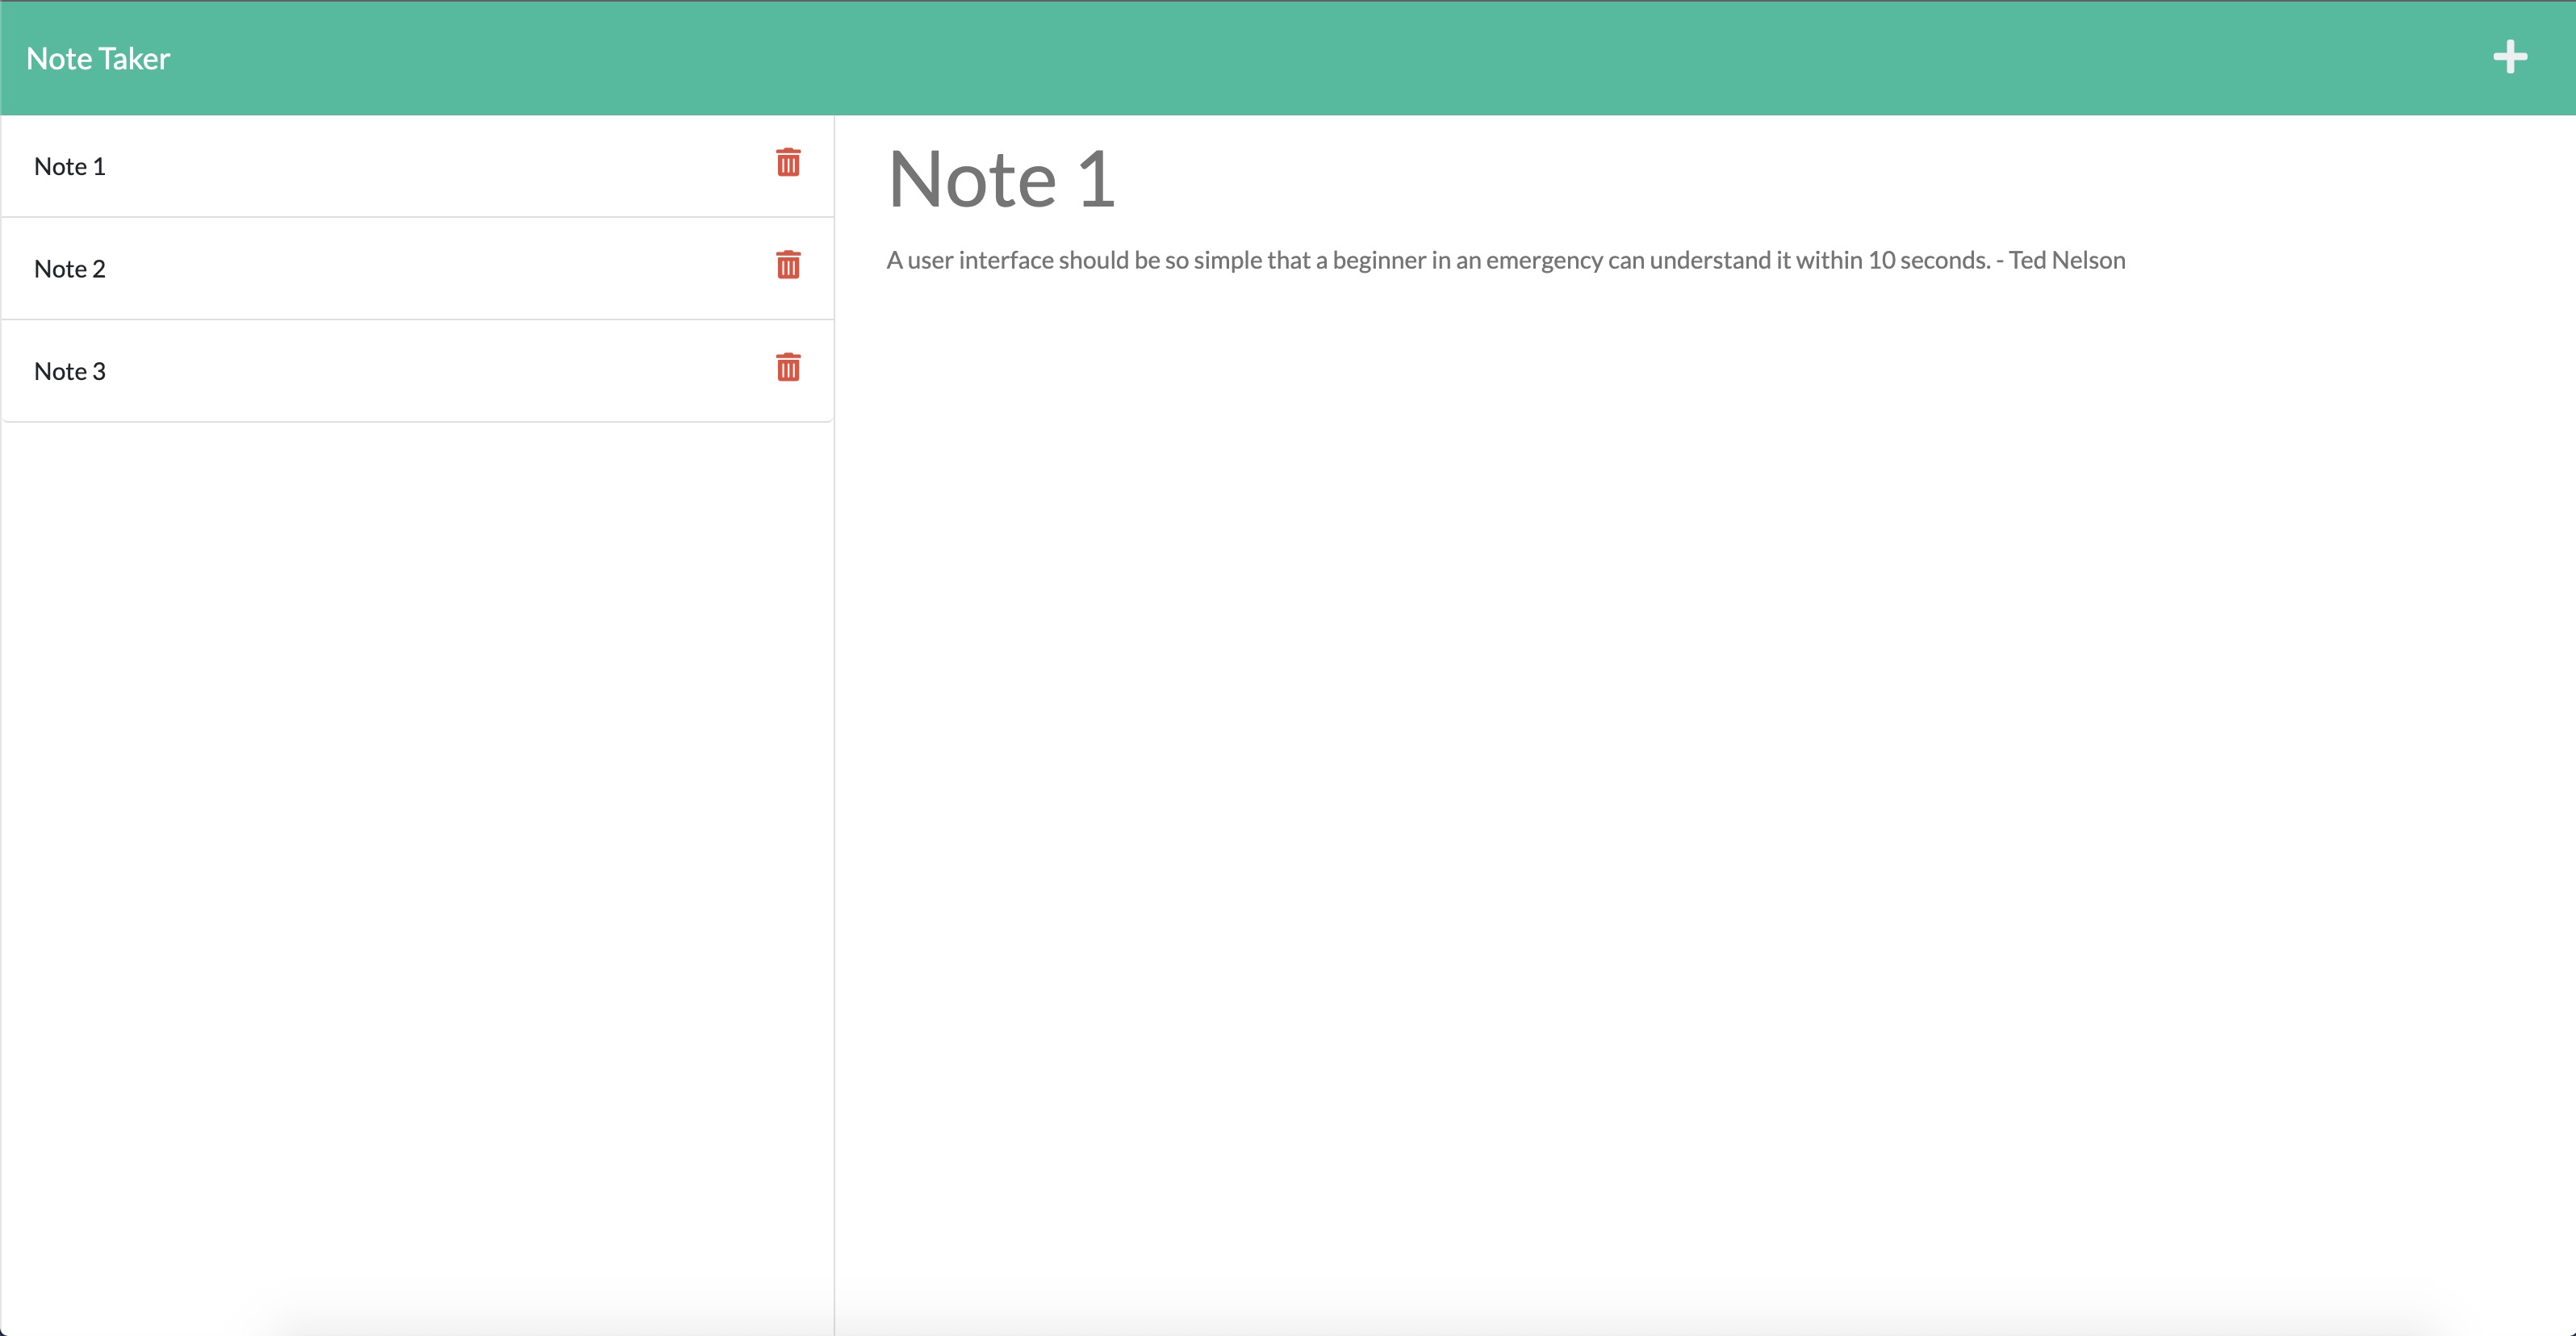 Note Taker
Note 1
Note 2
Note 3
Note 1
A user interface should be so simple that a beginner in an emergency can understand it within 10 seconds. - Ted Nelson